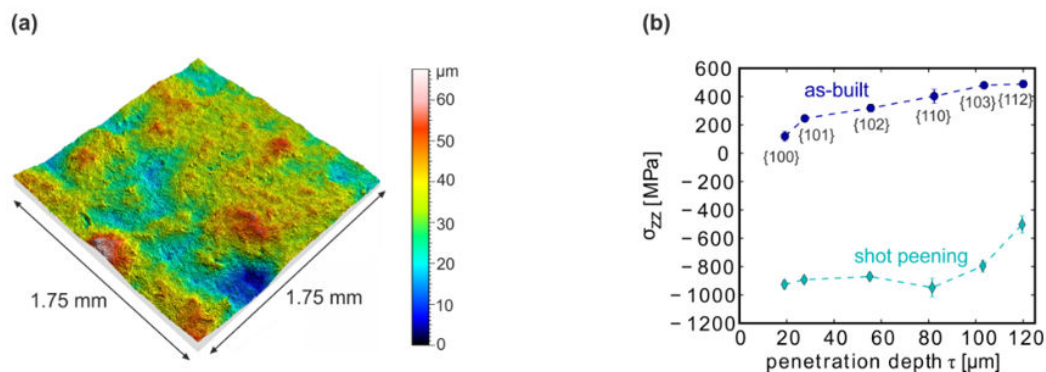 (a)
µm
60
50
40
30
20
10
0
1.75 mm
1.75 mm
(b)
600
400
200
0
−200
−400
−600
−800
−1000
−1200
σzz [MPa]
as-built
{100}
{101}
{102}
{110}
{103}
{112}
shot peening
0 20 40 60 80 100 120
penetration depth τ [µm]